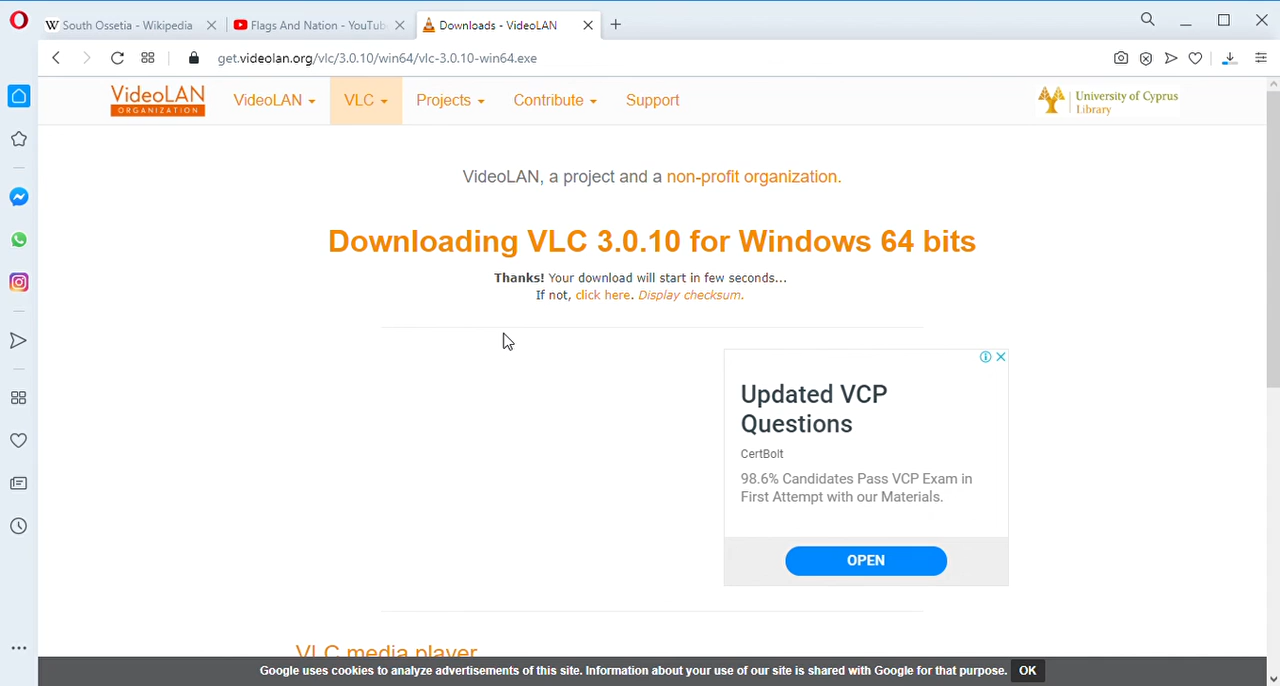 South Ossetia - Wikipedia
Flags And Nation - YouTub
Downloads - VideoLAN
get.videolan.org/vlc/3.0.10/win64/vlc-3.0.10-win64.exe
VideoLAN
ORGANIZATION
VideoLAN
VLC
Projects
Contribute
Support
University of Cyprus
Library
VideoLAN, a project and a non-profit organization.
Downloading VLC 3.0.10 for Windows 64 bits
Thanks! Your download will start in few seconds...
If not, click here. Display checksum.
Updated VCP
Questions
CertBolt
98.6% Candidates Pass VCP Exam in
First Attempt with our Materials.
OPEN
VLC media player
Google uses cookies to analyze advertisements of this site. Information about your use of our site is shared with Google for that purpose.
OK